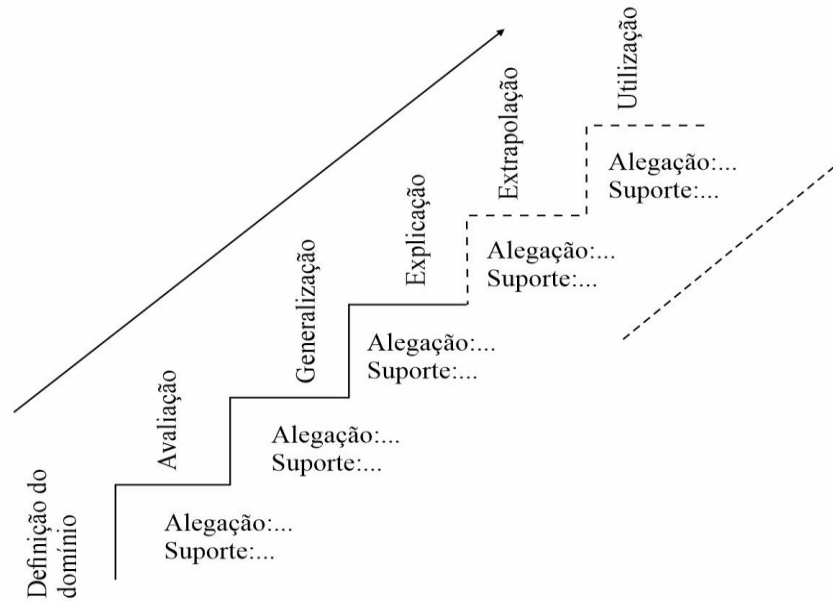 Utilização
Alegação:...
Suporte:...
Extrapolação
Alegação:...
Suporte:...
Explicação
Alegação:...
Suporte:...
Generalização
Alegação:...
Suporte:...
Avaliação
Alegação:...
Suporte:...
Definição do
domínio